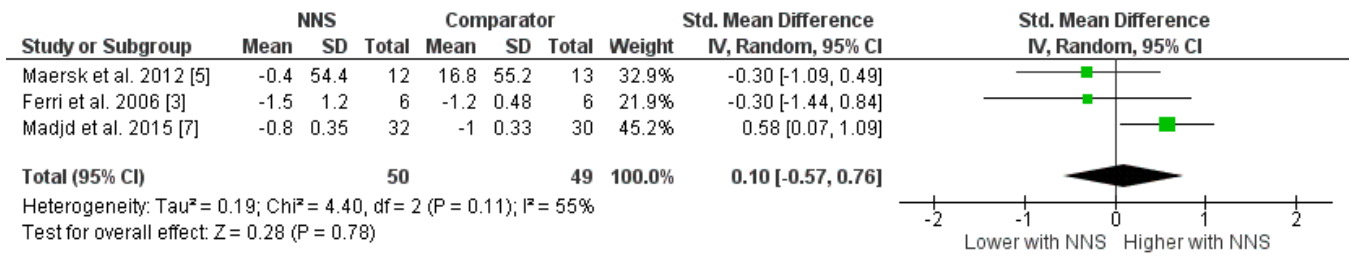 NNS Comparator Std. Mean Difference Std. Mean Difference
Study or Subgroup Mean SD Total Mean SD Total Weight IV, Random, 95% CI IV, Random, 95% CI
Maersk et al. 2012 [5] -0.4 54.4 12 16.8 55.2 13 32.9% -0.30 [-1.09, 0.49]
Ferri et al. 2006 [3] -1.5 1.2 6 -1.2 0.48 6 21.9% -0.30 [-1.44, 0.84]
Madjd et al. 2015 [7] -0.8 0.35 32 -1 0.33 30 45.2% 0.58 [0.07, 1.09]
Total (95% CI) 50 49 100.0% 0.10 [-0.57, 0.76]
Heterogeneity: Tau² = 0.19; Chi² = 4.40, df = 2 (P = 0.11); I² = 55%
Test for overall effect: Z = 0.28 (P = 0.78)
-2 -1 0 1 2
Lower with NNS Higher with NNS